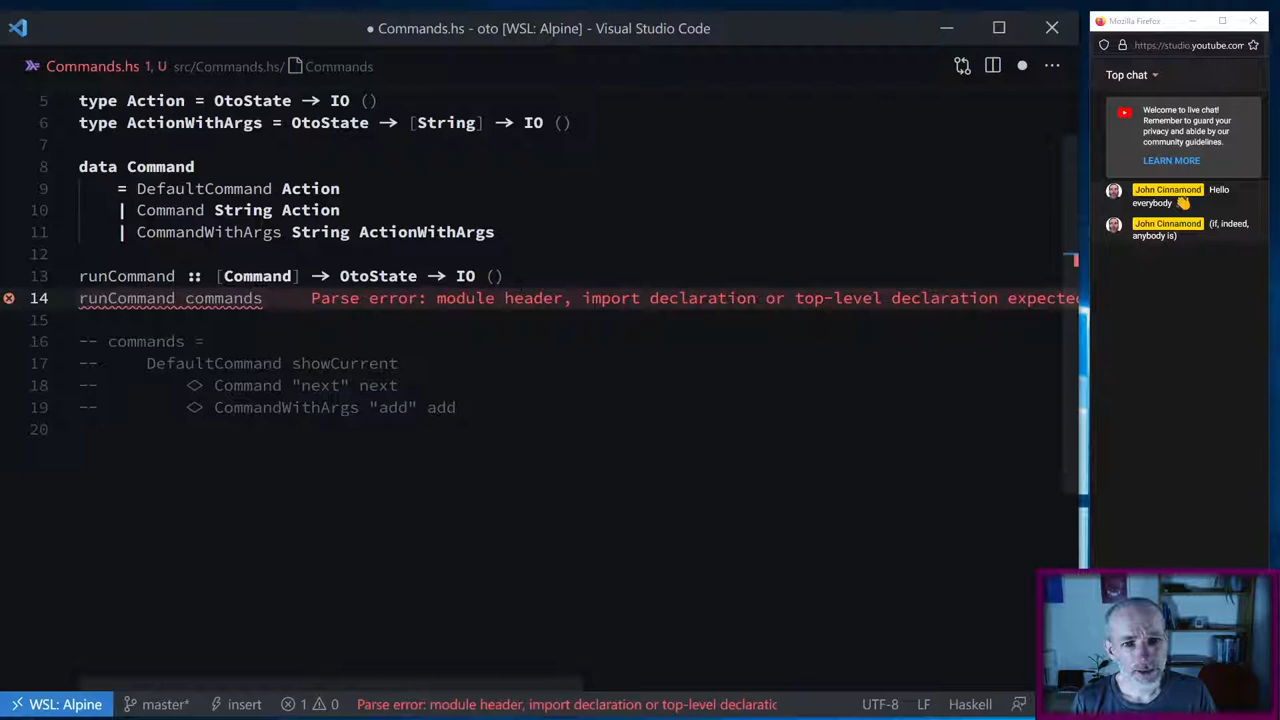 ● Commands.hs - oto [WSL: Alpine] - Visual Studio Code
Commands.hs 1, U src/Commands.hs/ Commands
5 type Action = OtoState → IO ()
6 type ActionWithArgs = OtoState → [String] → IO ()
7
8 data Command
9 = DefaultCommand Action
10 | Command String Action
11 | CommandWithArgs String ActionWithArgs
12
13 runCommand :: [Command] → OtoState → IO ()
14 runCommand commands Parse error: module header, import declaration or top-level declaration expected
15
16 -- commands =
17 -- DefaultCommand showCurrent
18 -- <> Command "next" next
19 -- <> CommandWithArgs "add" add
20
WSL: Alpine master* insert 1 0 Parse error: module header, import declaration or top-level declaratic UTF-8 LF Haskell
Mozilla Firefox
https://studio.youtube.com
Top chat
Welcome to live chat!
Remember to guard your
privacy and abide by our
community guidelines.
LEARN MORE
John Cinnamond Hello
everybody 👋
John Cinnamond (if, indeed,
anybody is)